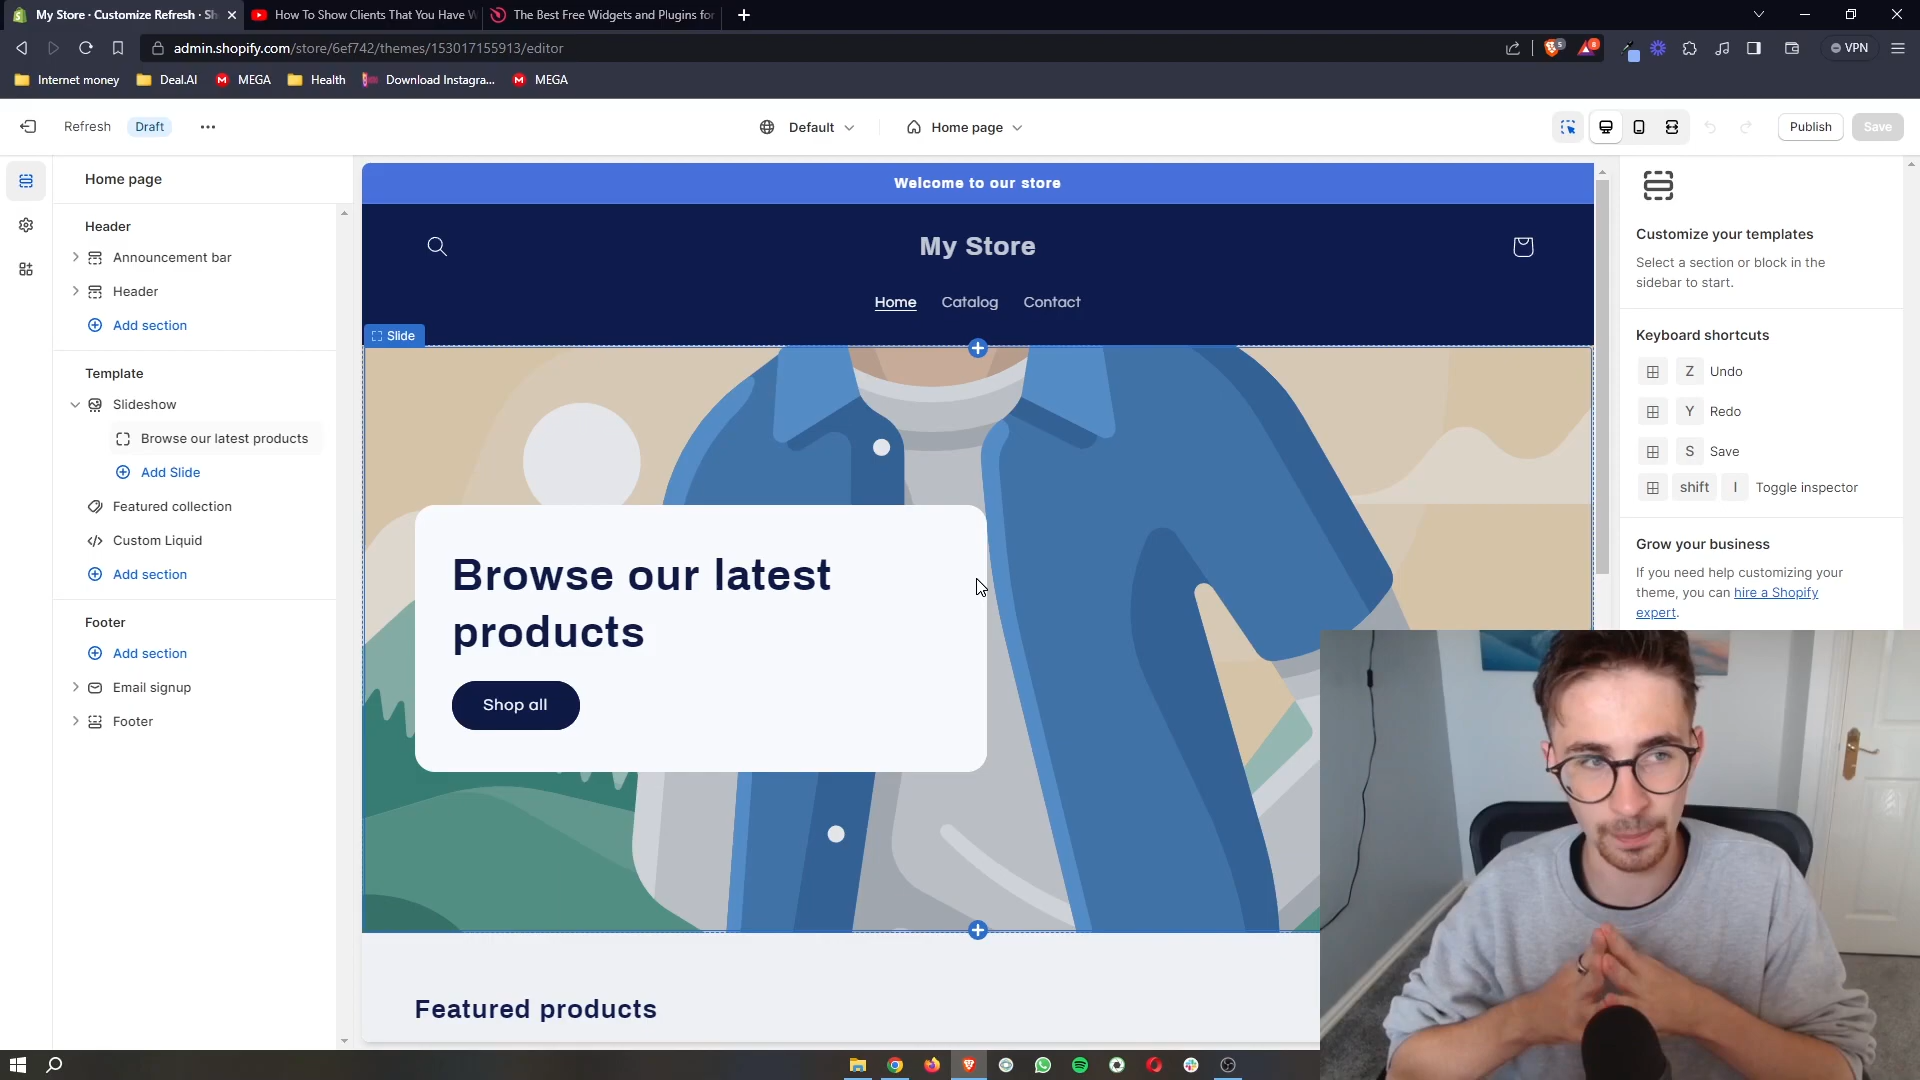 My Store · Customize Refresh · Sh
How To Show Clients That You Have W
The Best Free Widgets and Plugins for
admin.shopify.com/store/6ef742/themes/153017155913/editor
VPN
Internet money
Deal.AI
MEGA
Health
Download Instagra...
MEGA
Refresh
Draft
Default
Home page
Publish
Save
Home page
Header
Announcement bar
Header
Add section
Template
Slideshow
Browse our latest products
Add Slide
Featured collection
Custom Liquid
Add section
Footer
Add section
Email signup
Footer
Welcome to our store
My Store
Home
Catalog
Contact
Slide
Browse our latest
products
Shop all
Featured products
Customize your templates
Select a section or block in the
sidebar to start.
Keyboard shortcuts
Z Undo
Y Redo
S Save
shift I Toggle inspector
Grow your business
If you need help customizing your
theme, you can hire a Shopify
expert.